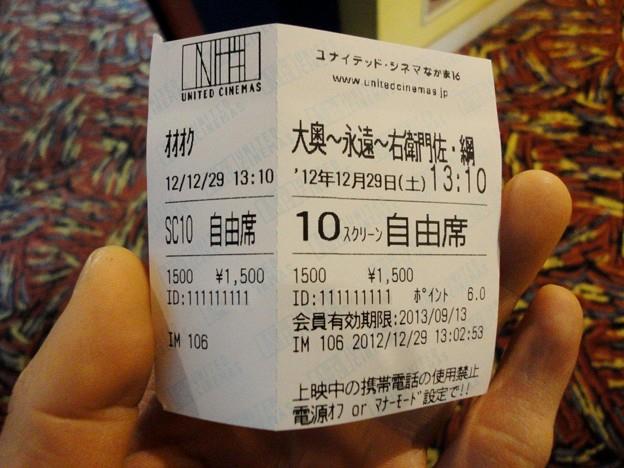 UNITED CINEMAS
オオオク
12/12/29 13:10
SC10 自由席
1500 ¥1,500
ID:111111111
IM 106
ユナイテッド・シネマなかま16
www.unitedcinemas.jp
大奥～永遠～右衛門佐・綱
'12年12月29日(土) 13:10
10スクリーン 自由席
1500 ¥1,500
ID:111111111 ポイント 6.0
会員有効期限:2013/09/13
IM 106 2012/12/29 13:02:53
上映中の携帯電話の使用禁止
電源オフ or マナーモード設定で!!